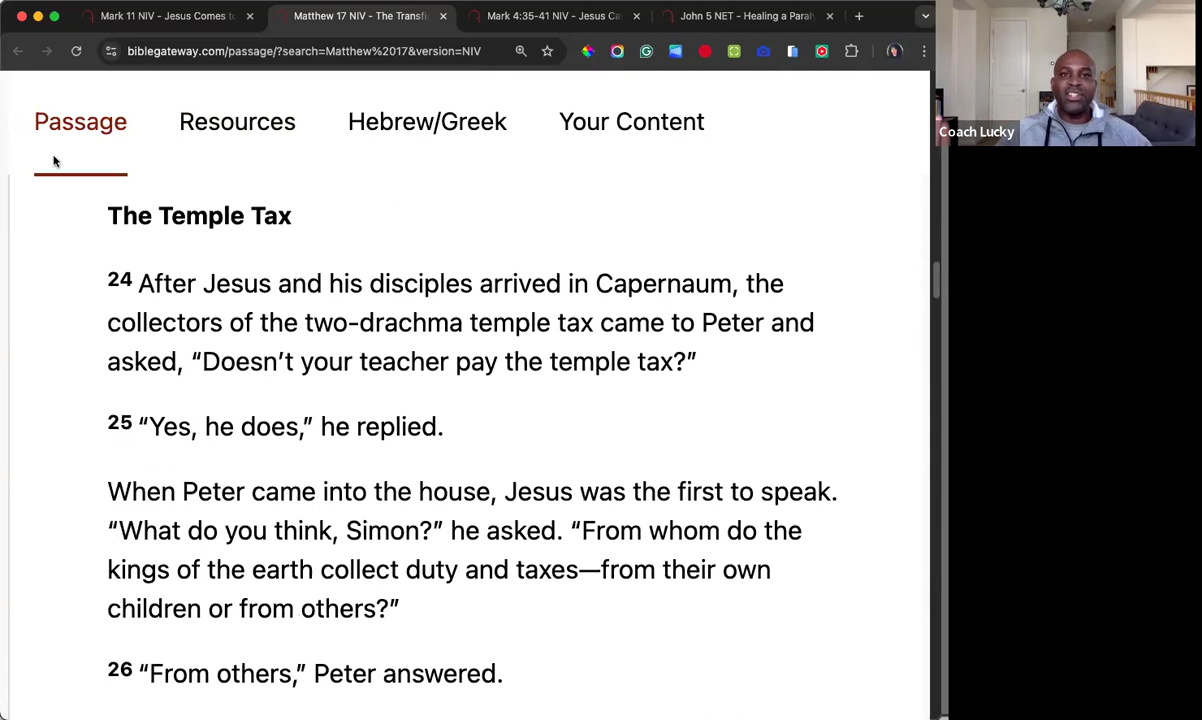 Mark 11 NIV - Jesus Comes to
Matthew 17 NIV - The Transfi
Mark 4:35-41 NIV - Jesus Ca
John 5 NET - Healing a Paraly
biblegateway.com/passage/?search=Matthew%2017&version=NIV
Passage Resources Hebrew/Greek Your Content
Coach Lucky
The Temple Tax
24 After Jesus and his disciples arrived in Capernaum, the
collectors of the two-drachma temple tax came to Peter and
asked, “Doesn’t your teacher pay the temple tax?”
25 “Yes, he does,” he replied.
When Peter came into the house, Jesus was the first to speak.
“What do you think, Simon?” he asked. “From whom do the
kings of the earth collect duty and taxes—from their own
children or from others?”
26 “From others,” Peter answered.